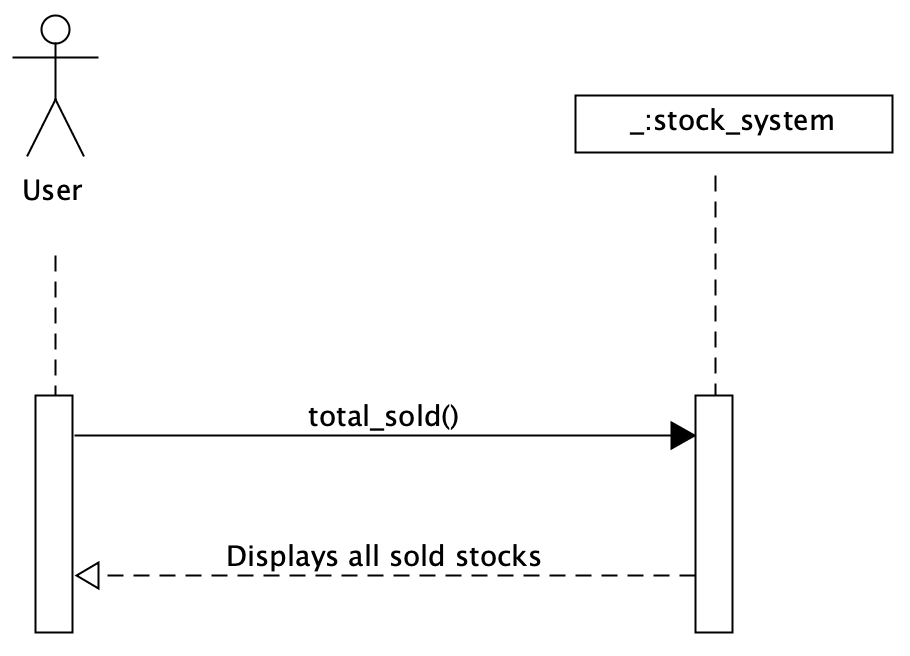 _:stock_system
User
total_sold()
Displays all sold stocks